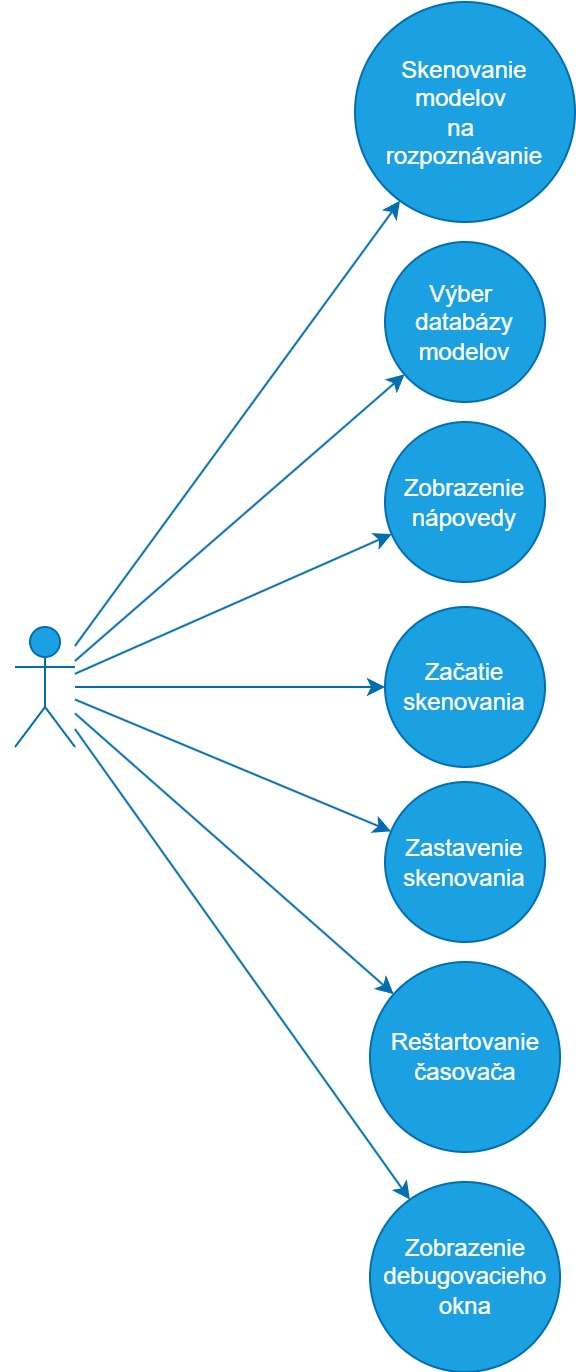 Skenovanie
modelov
na
rozpoznávanie
Výber
databázy
modelov
Zobrazenie
nápovedy
Začatie
skenovania
Zastavenie
skenovania
Reštartovanie
časovača
Zobrazenie
debugovacieho
okna